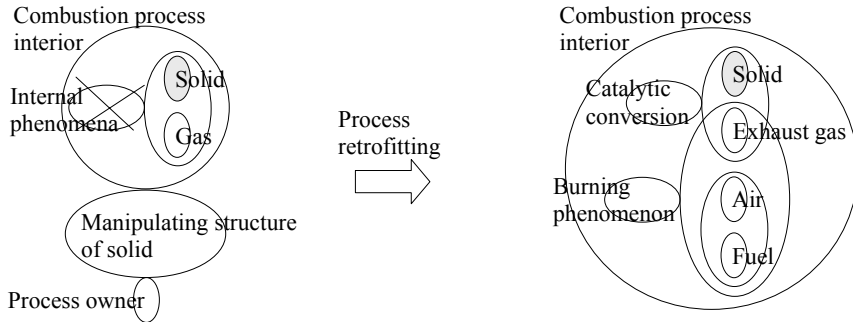 Combustion process
interior
Solid
Internal
phenomena
Gas
Manipulating structure
of solid
Process owner
Process
retrofitting
Combustion process
interior
Solid
Catalytic
conversion
Exhaust gas
Burning
phenomenon
Air
Fuel